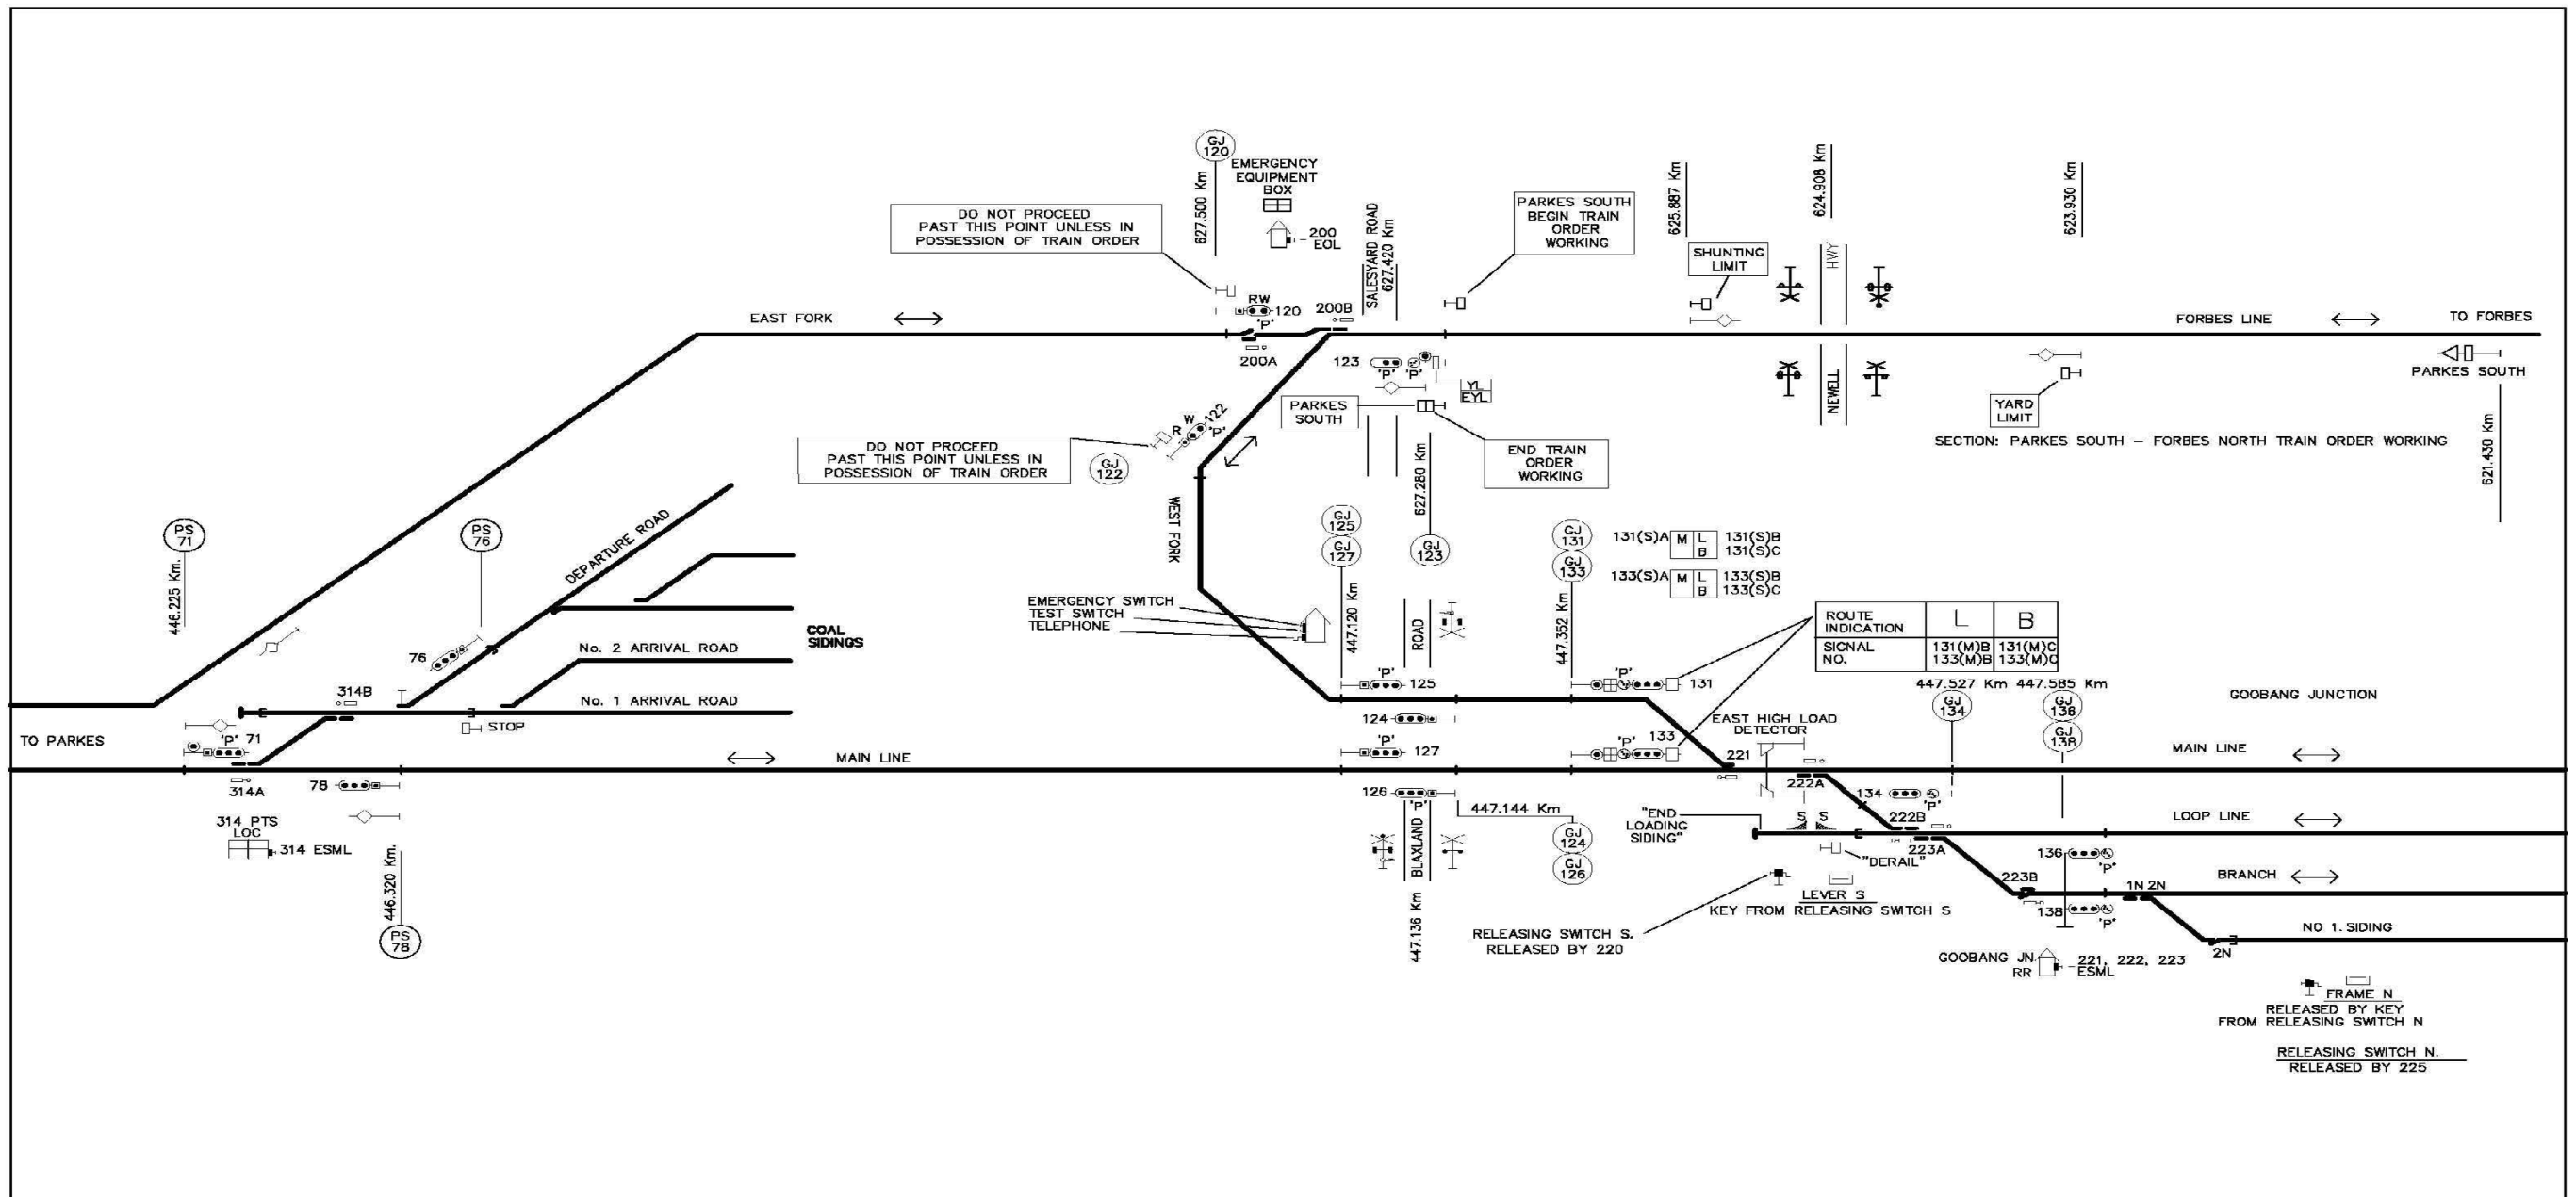 GJ
120
627.500 Km
EMERGENCY
EQUIPMENT
BOX
200
EOL
DO NOT PROCEED
PAST THIS POINT UNLESS IN
POSSESSION OF TRAIN ORDER
SALESYARD ROAD
627.420 Km
PARKES SOUTH
BEGIN TRAIN
ORDER
WORKING
625.887 Km
SHUNTING
LIMIT
624.908 Km
HWY
623.930 Km
EAST FORK
RW
120
'P'
200B
200A
FORBES LINE
TO FORBES
123
'P'
'P'
YL
EYL
PARKES
SOUTH
NEWELL
YARD
LIMIT
PARKES SOUTH
621.430 Km
SECTION: PARKES SOUTH – FORBES NORTH TRAIN ORDER WORKING
DO NOT PROCEED
PAST THIS POINT UNLESS IN
POSSESSION OF TRAIN ORDER
R
W
122
'P'
GJ
122
END TRAIN
ORDER
WORKING
627.280 Km
WEST FORK
PS
71
446.225 Km.
PS
76
DEPARTURE ROAD
GJ
125
GJ
127
GJ
123
GJ
131
GJ
133
131(S)A M L 131(S)B
B 131(S)C
133(S)A M L 133(S)B
B 133(S)C
EMERGENCY SWITCH
TEST SWITCH
TELEPHONE
447.120 Km
ROAD
447.352 Km
ROUTE
INDICATION
L
B
SIGNAL
NO.
131(M)B
133(M)B
131(M)C
133(M)C
COAL
SIDINGS
76
No. 2 ARRIVAL ROAD
314B
No. 1 ARRIVAL ROAD
STOP
'P'
125
'P'
131
447.527 Km
447.585 Km
GJ
134
GJ
136
GJ
138
GOOBANG JUNCTION
TO PARKES
'P'
71
124
'P'
127
'P'
133
EAST HIGH LOAD
DETECTOR
221
MAIN LINE
MAIN LINE
314A
78
126
'P'
447.144 Km
222A
134
'P'
314 PTS
LOC
314 ESML
446.320 Km.
PS
78
BLAXLAND
447.136 Km
GJ
124
GJ
126
"END
LOADING
SIDING"
S
S
222B
223A
LOOP LINE
"DERAIL"
136
'P'
LEVER S
KEY FROM RELEASING SWITCH S
223B
1N 2N
BRANCH
138
'P'
RELEASING SWITCH S.
RELEASED BY 220
NO 1. SIDING
2N
GOOBANG JN
RR
221, 222, 223
ESML
FRAME N
RELEASED BY KEY
FROM RELEASING SWITCH N
RELEASING SWITCH N.
RELEASED BY 225